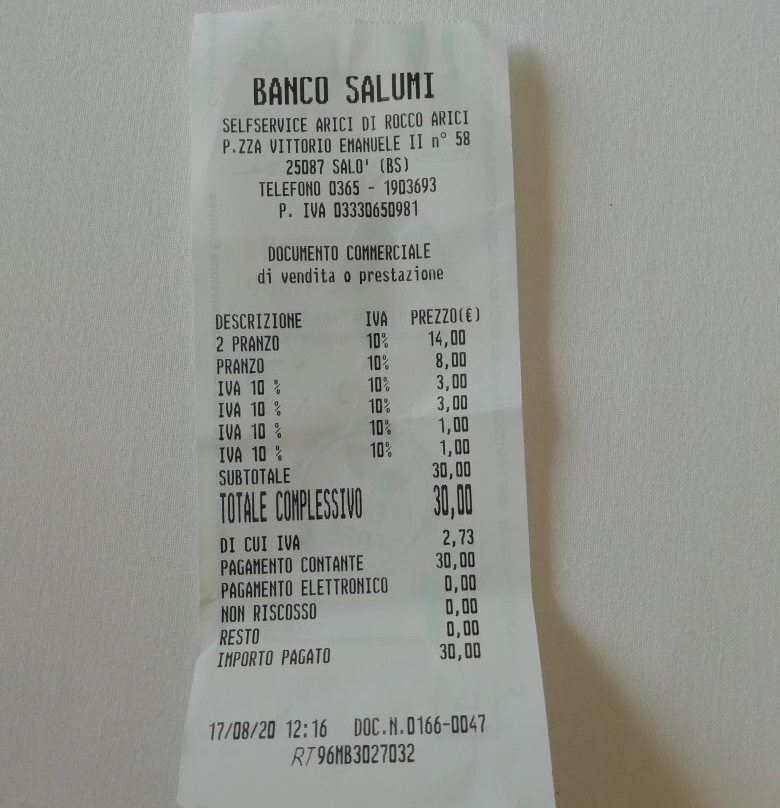 BANCO SALUMI
SELFSERVICE ARICI DI ROCCO ARICI
P.ZZA VITTORIO EMANUELE II n° 58
25087 SALO' (BS)
TELEFONO 0365 - 1903693
P. IVA 03330650981
DOCUMENTO COMMERCIALE
di vendita o prestazione
DESCRIZIONE IVA PREZZO(€)
2 PRANZO 10% 14,00
PRANZO 10% 8,00
IVA 10 % 10% 3,00
IVA 10 % 10% 3,00
IVA 10 % 10% 1,00
IVA 10 % 10% 1,00
SUBTOTALE 30,00
TOTALE COMPLESSIVO 30,00
DI CUI IVA 2,73
PAGAMENTO CONTANTE 30,00
PAGAMENTO ELETTRONICO 0,00
NON RISCOSSO 0,00
RESTO 0,00
IMPORTO PAGATO 30,00
17/08/20 12:16 DOC.N.0166-0047
RT96MB3027032